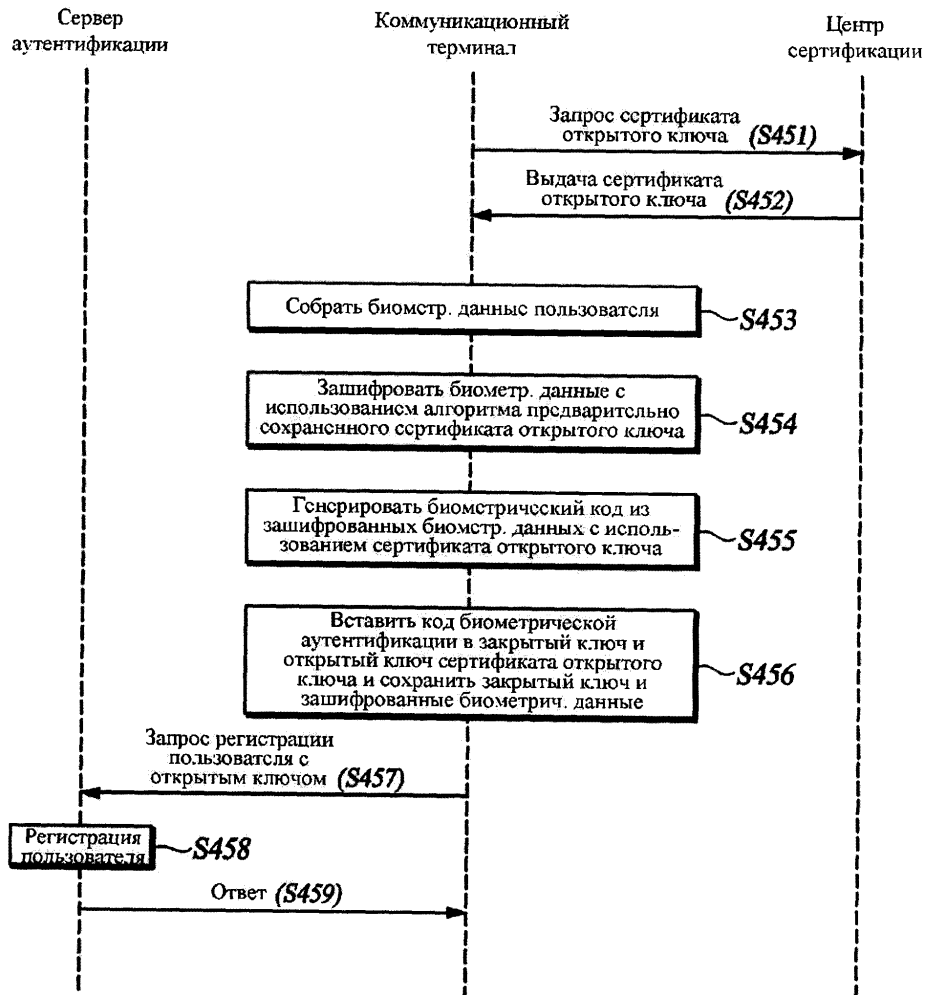 Сервер
аутентификации
Коммуникационный
терминал
Центр
сертификации
Запрос сертификата
открытого ключа (S451)
Выдача сертификата
открытого ключа (S452)
Собрать биометр. данные пользователя
S453
Зашифровать биометр. данные с
использованием алгоритма предварительно
сохраненного сертификата открытого ключа
S454
Генерировать биометрический код из
зашифрованных биометр. данных с исполь-
зованием сертификата открытого ключа
S455
Вставить код биометрической
аутентификации в закрытый ключ и
открытый ключ сертификата открытого
ключа и сохранить закрытый ключ и
зашифрованные биометрич. данные
S456
Запрос регистрации
пользователя с
открытым ключом (S457)
Регистрация
пользователя
S458
Ответ (S459)